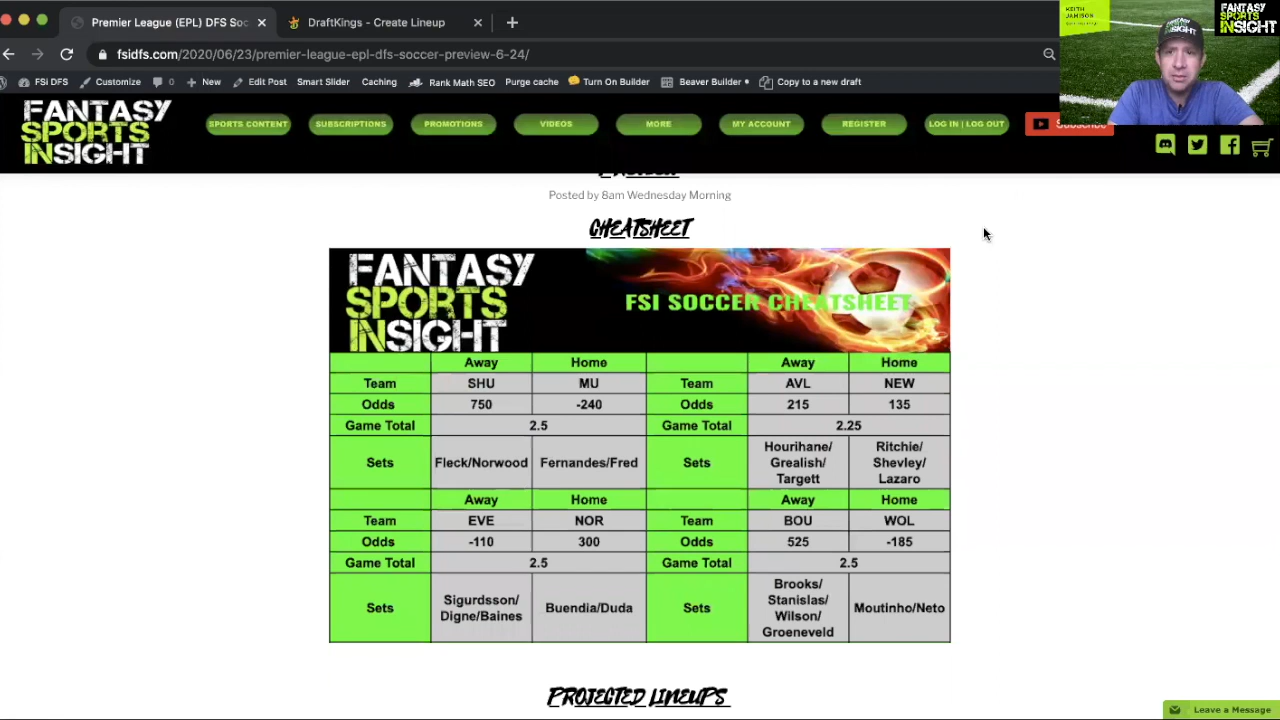 Premier League (EPL) DFS Soc
DraftKings - Create Lineup
fsidfs.com/2020/06/23/premier-league-epl-dfs-soccer-preview-6-24/
FSI DFS
Customize
0
New
Edit Post
Smart Slider
Caching
Rank Math SEO
Purge cache
Turn On Builder
Beaver Builder
Copy to a new draft
KEITH
JAMISON
FANTASY
SPORTS
INSIGHT
FANTASY
SPORTS
INSIGHT
SPORTS CONTENT
SUBSCRIPTIONS
PROMOTIONS
VIDEOS
MORE
MY ACCOUNT
REGISTER
LOG IN | LOG OUT
Subscribe
Posted by 8am Wednesday Morning
CHEATSHEET
FANTASY
SPORTS
INSIGHT
FSI SOCCER CHEATSHEET
Away Home Away Home
Team SHU MU Team AVL NEW
Odds 750 -240 Odds 215 135
Game Total 2.5 Game Total 2.25
Sets Fleck/Norwood Fernandes/Fred Sets Hourihane/ Grealish/ Targett Ritchie/ Shevley/ Lazaro
Away Home Away Home
Team EVE NOR Team BOU WOL
Odds -110 300 Odds 525 -185
Game Total 2.5 Game Total 2.5
Sets Sigurdsson/ Digne/Baines Buendia/Duda Sets Brooks/ Stanislas/ Wilson/ Groeneveld Moutinho/Neto
PROJECTED LINEUPS
Leave a Message